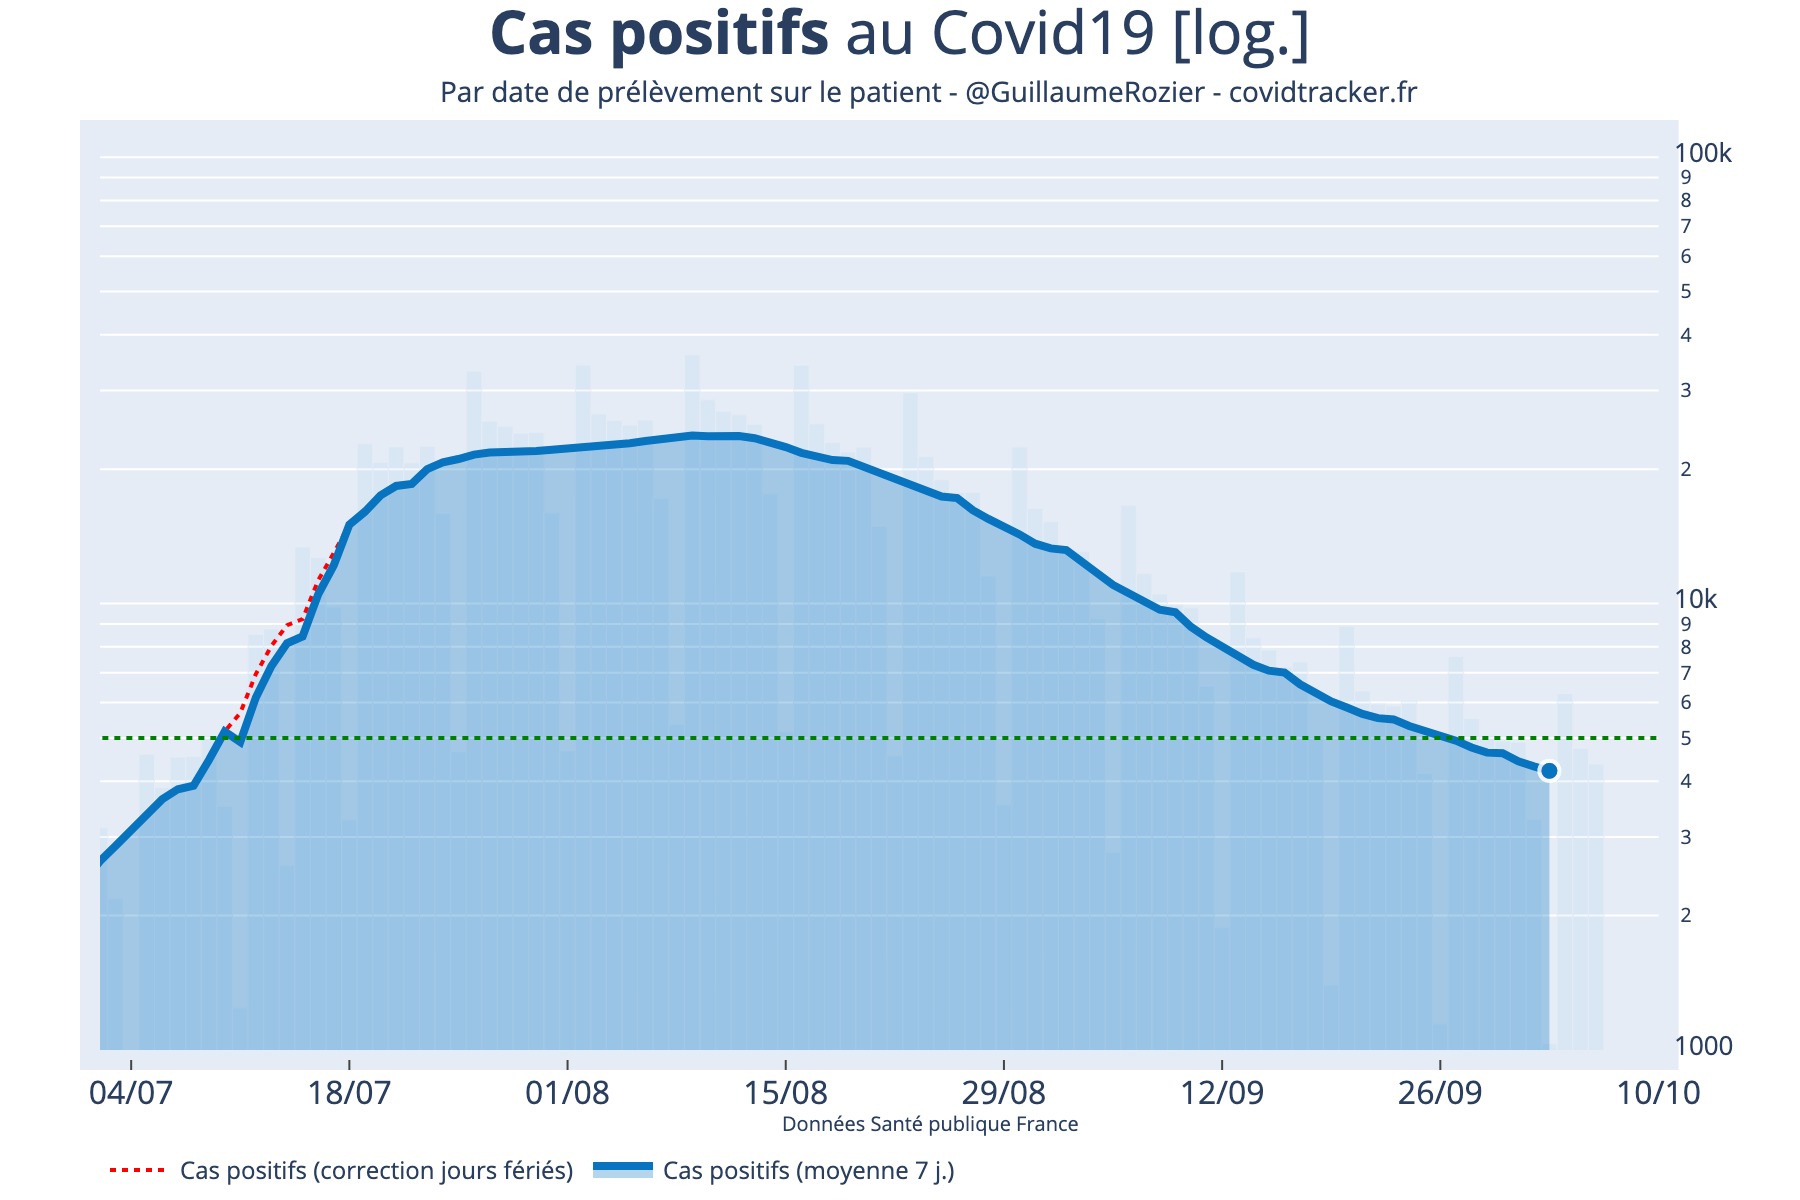 Cas positifs au Covid19 [log.]
Par date de prélèvement sur le patient - @GuillaumeRozier - covidtracker.fr
100k
9
8
7
6
5
4
3
2
10k
9
8
7
6
5
4
3
2
1000
04/07 18/07 01/08 15/08 29/08 12/09 26/09 10/10
Données Santé publique France
Cas positifs (correction jours fériés) Cas positifs (moyenne 7 j.)